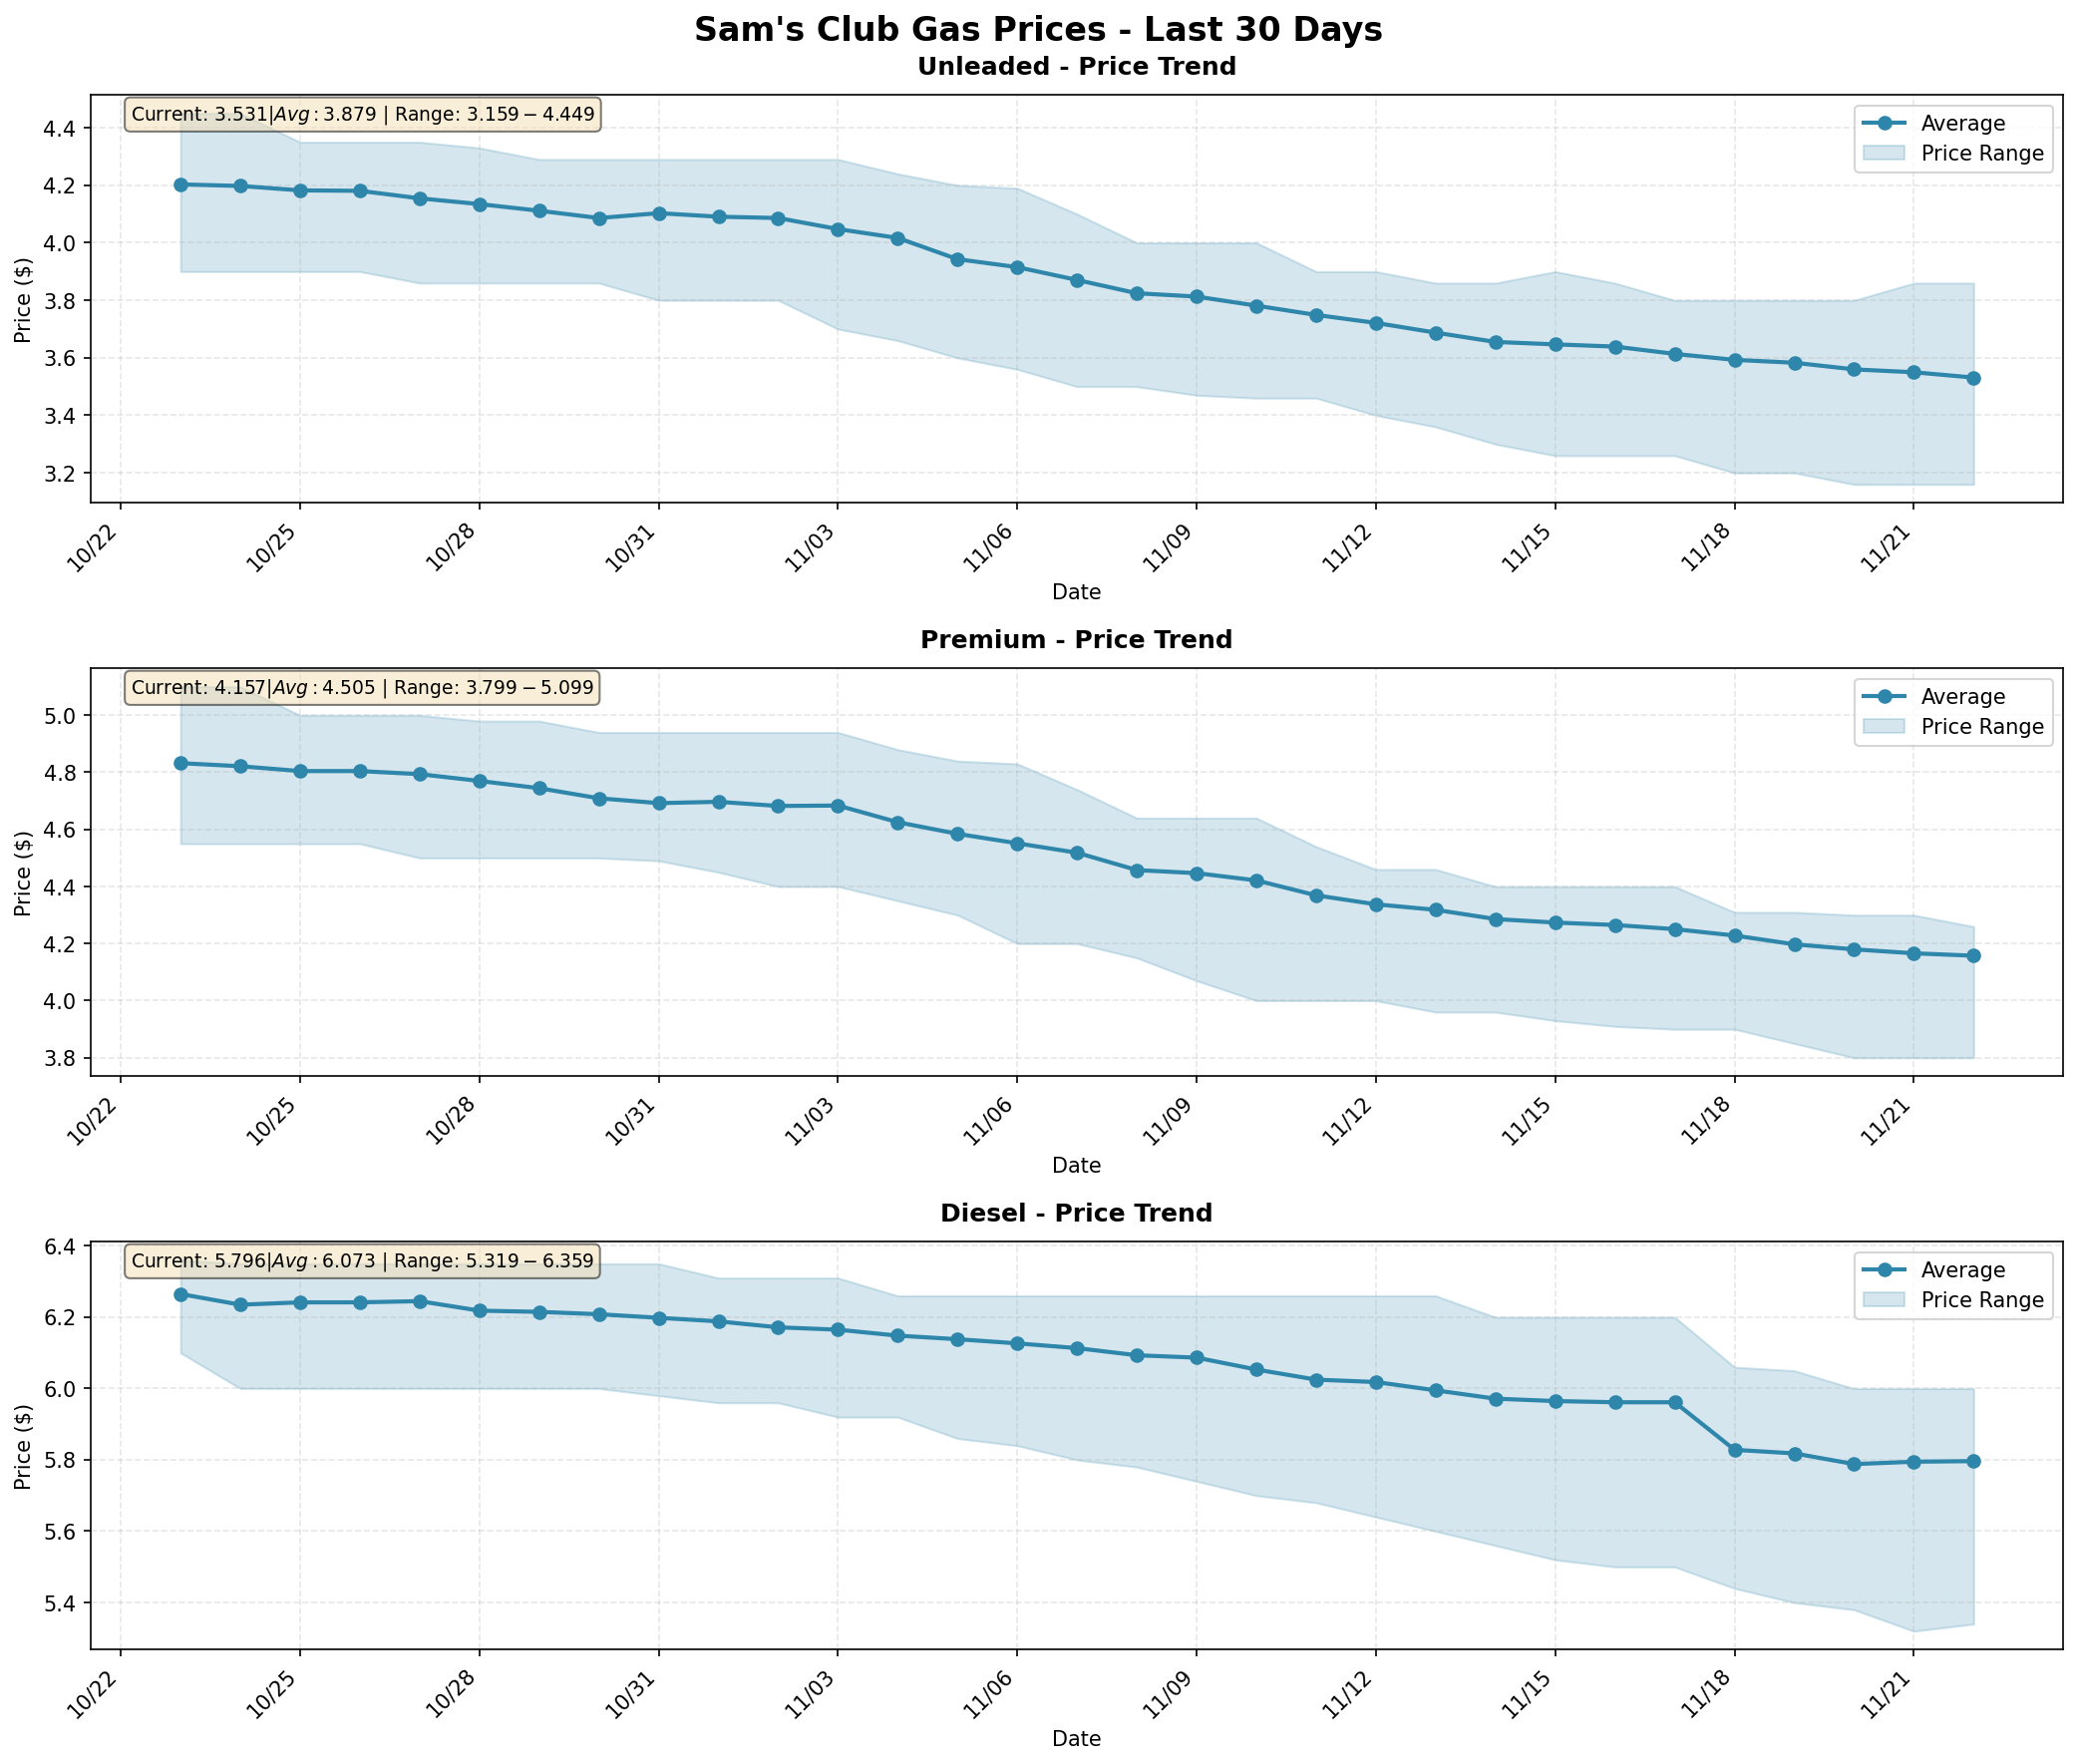 Sam's Club Gas Prices - Last 30 Days
Unleaded - Price Trend
Current: 3.531|Avg:3.879 | Range: 3.159 − 4.449
Average
Price Range
4.4
4.2
4.0
3.8
3.6
3.4
3.2
Price ($)
10/22
10/25
10/28
10/31
11/03
11/06
11/09
11/12
11/15
11/18
11/21
Date
Premium - Price Trend
Current: 4.157|Avg:4.505 | Range: 3.799 − 5.099
Average
Price Range
5.0
4.8
4.6
4.4
4.2
4.0
3.8
Price ($)
10/22
10/25
10/28
10/31
11/03
11/06
11/09
11/12
11/15
11/18
11/21
Date
Diesel - Price Trend
Current: 5.796|Avg:6.073 | Range: 5.319 − 6.359
Average
Price Range
6.4
6.2
6.0
5.8
5.6
5.4
Price ($)
10/22
10/25
10/28
10/31
11/03
11/06
11/09
11/12
11/15
11/18
11/21
Date